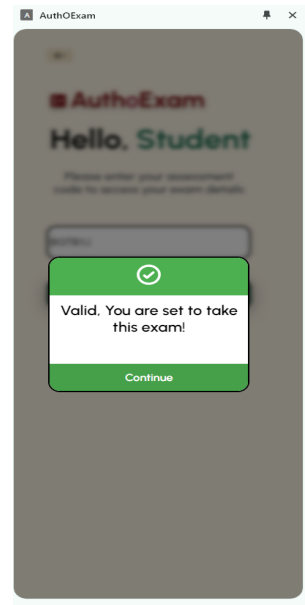 A AuthOExam
AuthoExam
Hello, Student
Please enter your assessment
code to access your exam details
Valid, You are set to take
this exam!
Continue